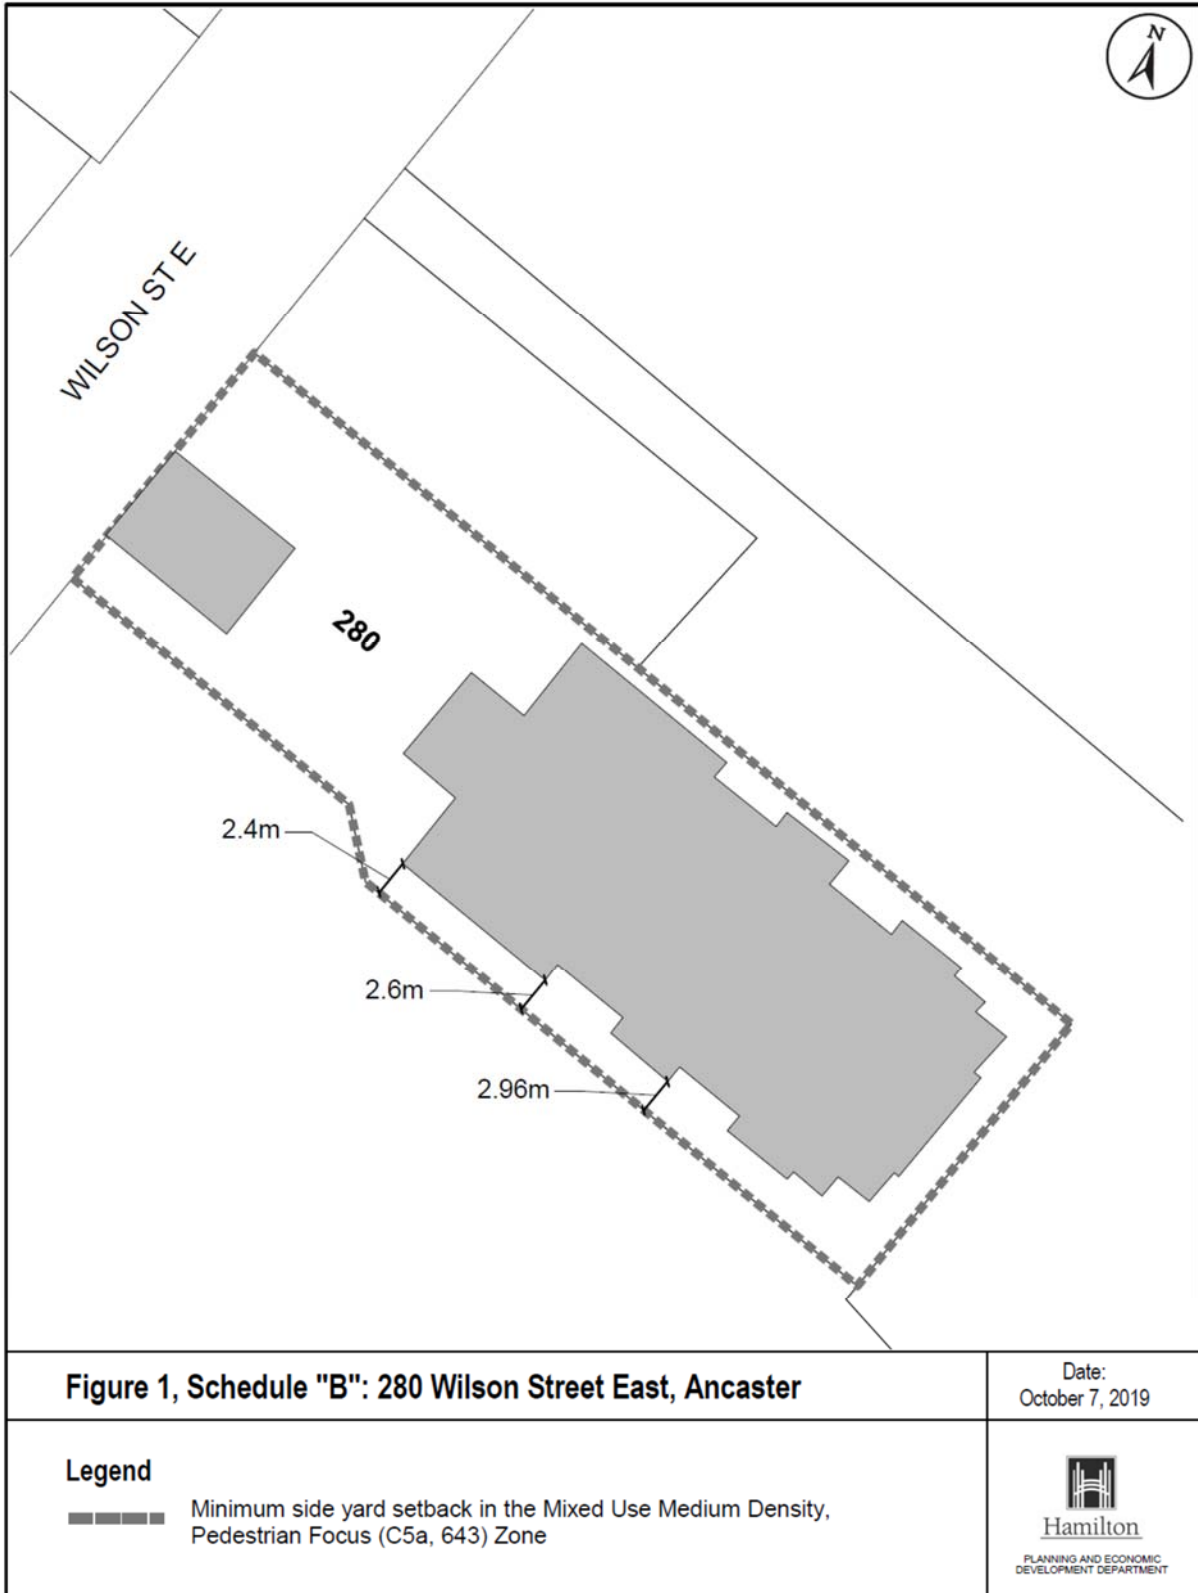 N
WILSON ST E
280
2.4m
2.6m
2.96m
Figure 1, Schedule "B": 280 Wilson Street East, Ancaster
Date:
October 7, 2019
Legend
Minimum side yard setback in the Mixed Use Medium Density,
Pedestrian Focus (C5a, 643) Zone
Hamilton
PLANNING AND ECONOMIC
DEVELOPMENT DEPARTMENT